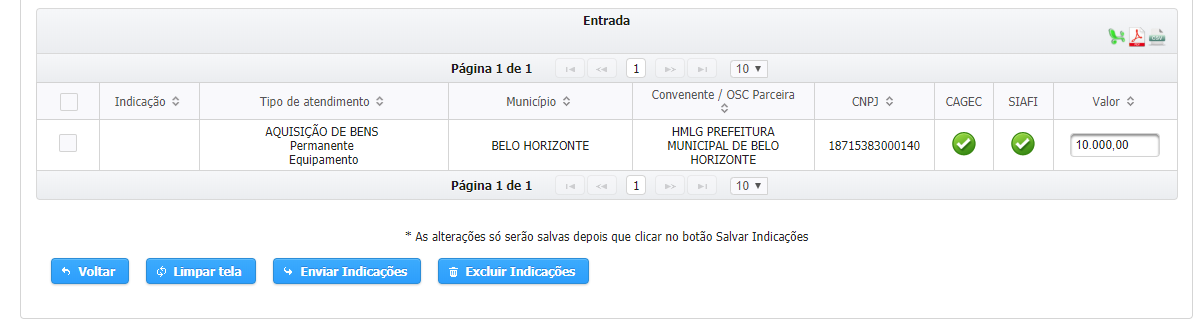 Entrada
CSV
Página 1 de 1 1 10
Indicação Tipo de atendimento Município Convenente / OSC Parceira CNPJ CAGEC SIAFI Valor
AQUISIÇÃO DE BENS
Permanente
Equipamento
BELO HORIZONTE
HMLG PREFEITURA
MUNICIPAL DE BELO
HORIZONTE
18715383000140
10.000,00
Página 1 de 1 1 10
* As alterações só serão salvas depois que clicar no botão Salvar Indicações
Voltar Limpar tela Enviar Indicações Excluir Indicações